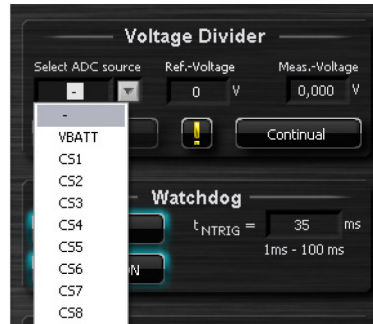 Voltage Divider
Select ADC source Ref.-Voltage Meas.-Voltage
- 0 V 0,000 V
-
VBATT
CS1
CS2
CS3
CS4
CS5
CS6
CS7
CS8
! Continual
Watchdog
tNTRIG = 35 ms
1ms - 100 ms